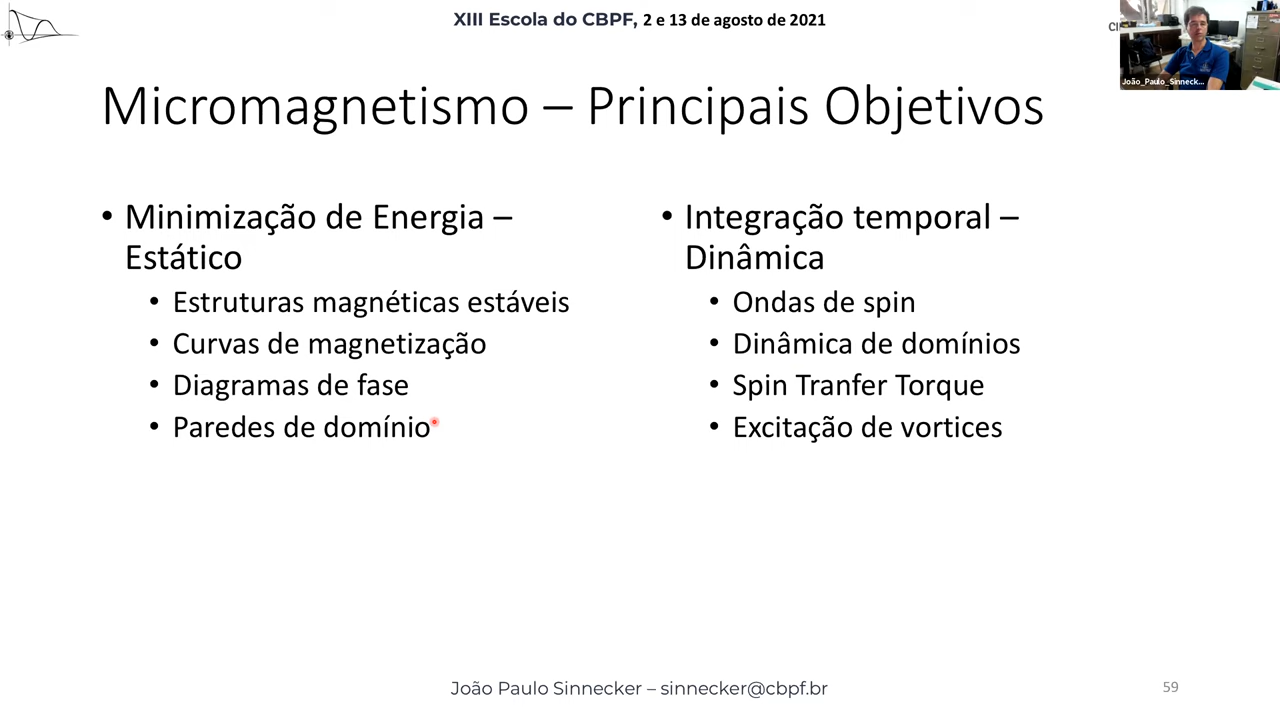 XIII Escola do CBPF, 2 e 13 de agosto de 2021
João_Paulo_Sinneck...
Micromagnetismo – Principais Objetivos
• Minimização de Energia –
Estático
• Estruturas magnéticas estáveis
• Curvas de magnetização
• Diagramas de fase
• Paredes de domínio
• Integração temporal –
Dinâmica
• Ondas de spin
• Dinâmica de domínios
• Spin Tranfer Torque
• Excitação de vortices
João Paulo Sinnecker – sinnecker@cbpf.br
59